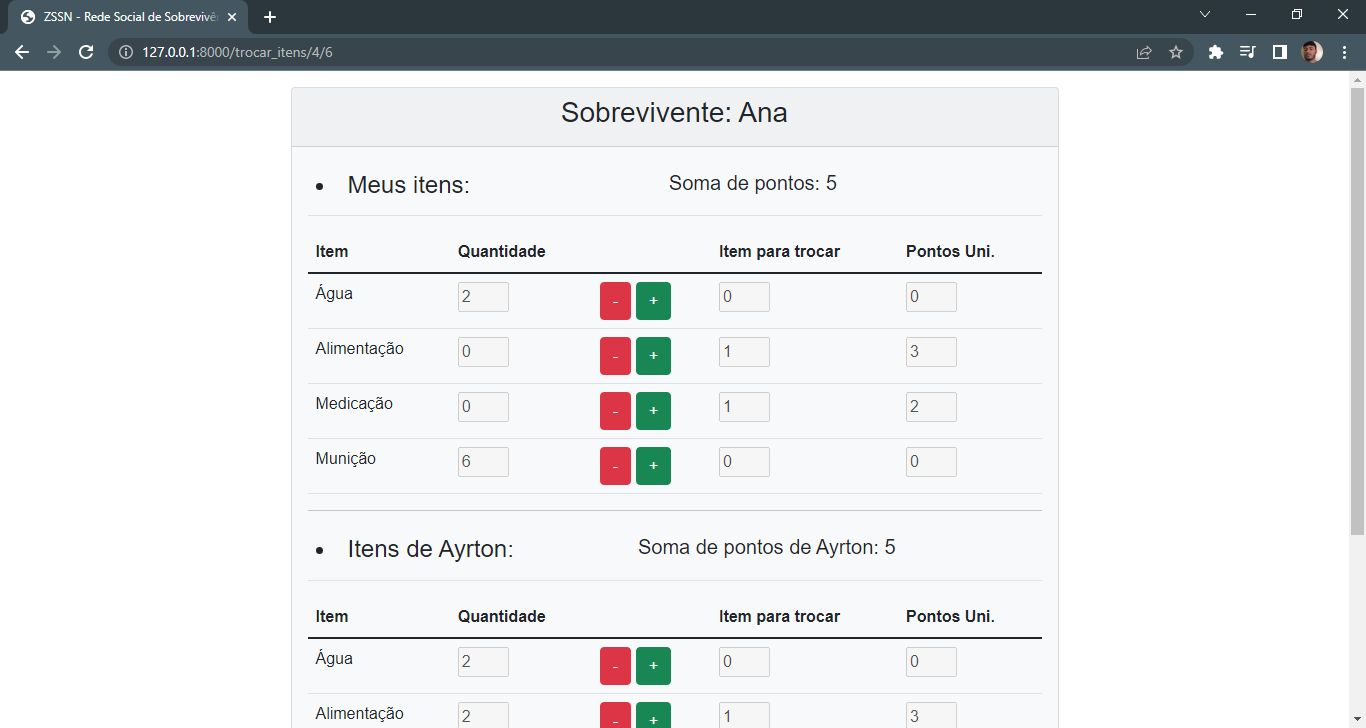 ZSSN - Rede Social de Sobrevivê
127.0.0.1:8000/trocar_itens/4/6
Sobrevivente: Ana
Meus itens: Soma de pontos: 5
Item Quantidade Item para trocar Pontos Uni.
Água 2 - + 0 0
Alimentação 0 - + 1 3
Medicação 0 - + 1 2
Munição 6 - + 0 0
Itens de Ayrton: Soma de pontos de Ayrton: 5
Item Quantidade Item para trocar Pontos Uni.
Água 2 - + 0 0
Alimentação 2 - + 1 3